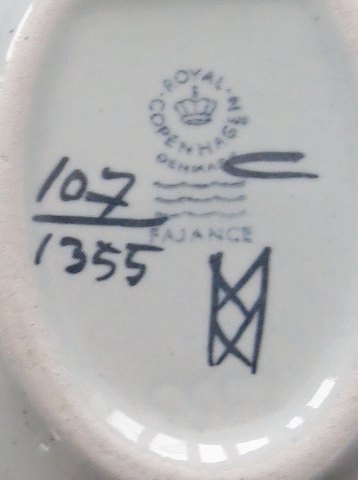 ROYAL COPENHAGEN
DENMARK
107
1355
FAJANCE